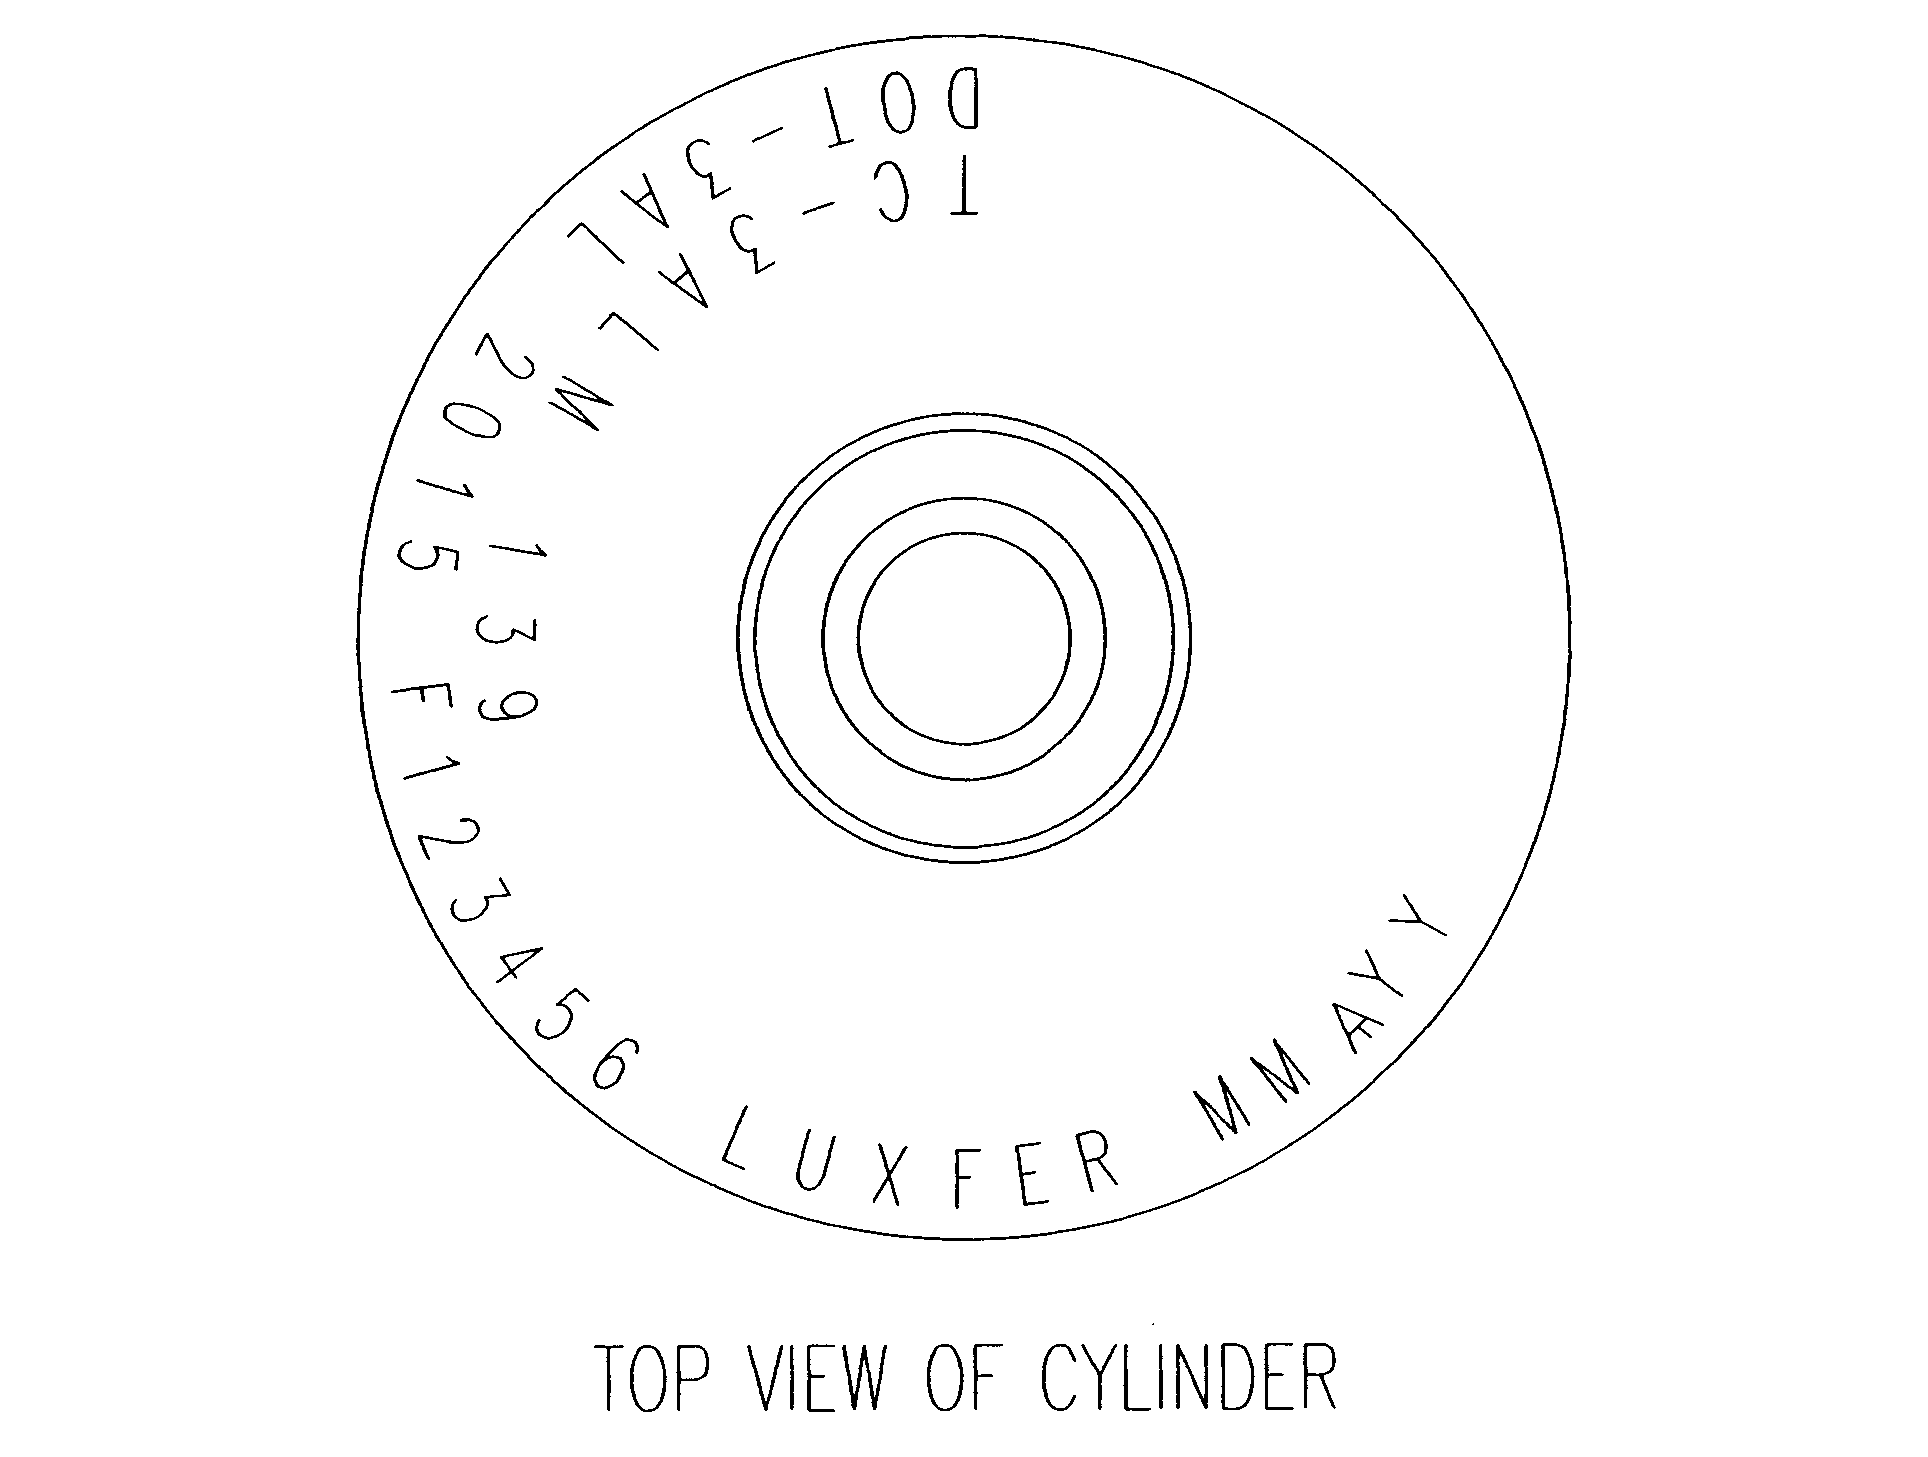 DOT-3AL 2015 F123456 LUXFER MMAYY
TC-3ALM 139
TOP VIEW OF CYLINDER